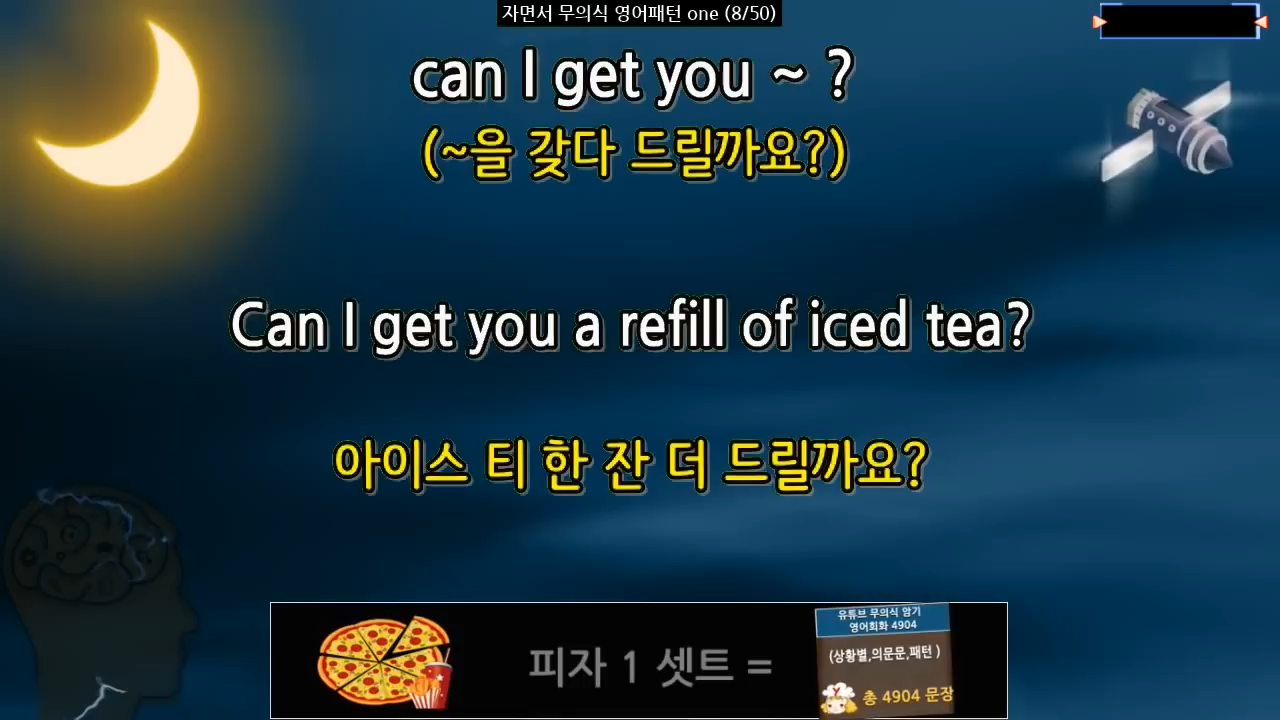 자면서 무의식 영어패턴 one (8/50)
can I get you ~ ?
(~을 갖다 드릴까요?)
Can I get you a refill of iced tea?
아이스 티 한 잔 더 드릴까요?
피자 1 셋트 =
유튜브 무의식 암기
영어회화 4904
(상황별,의문문,패턴 )
총 4904 문장